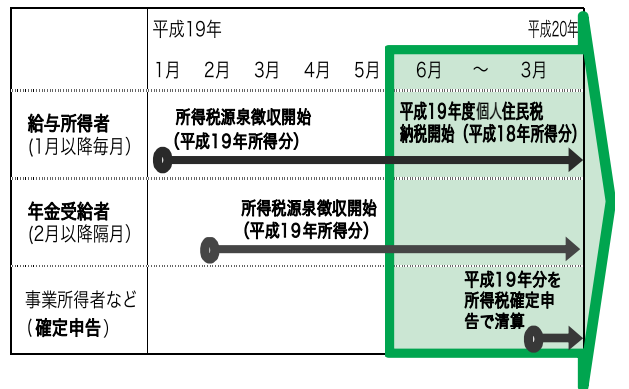 平成19年 平成20年
1月 2月 3月 4月 5月 6月 ～ 3月
給与所得者
(1月以降毎月)
所得税源泉徴収開始
(平成19年所得分)
平成19年度個人住民税
納税開始（平成18年所得分）
年金受給者
(2月以降隔月)
所得税源泉徴収開始
(平成19年所得分)
事業所得者など
(確定申告)
平成19年分を
所得税確定申
告で清算